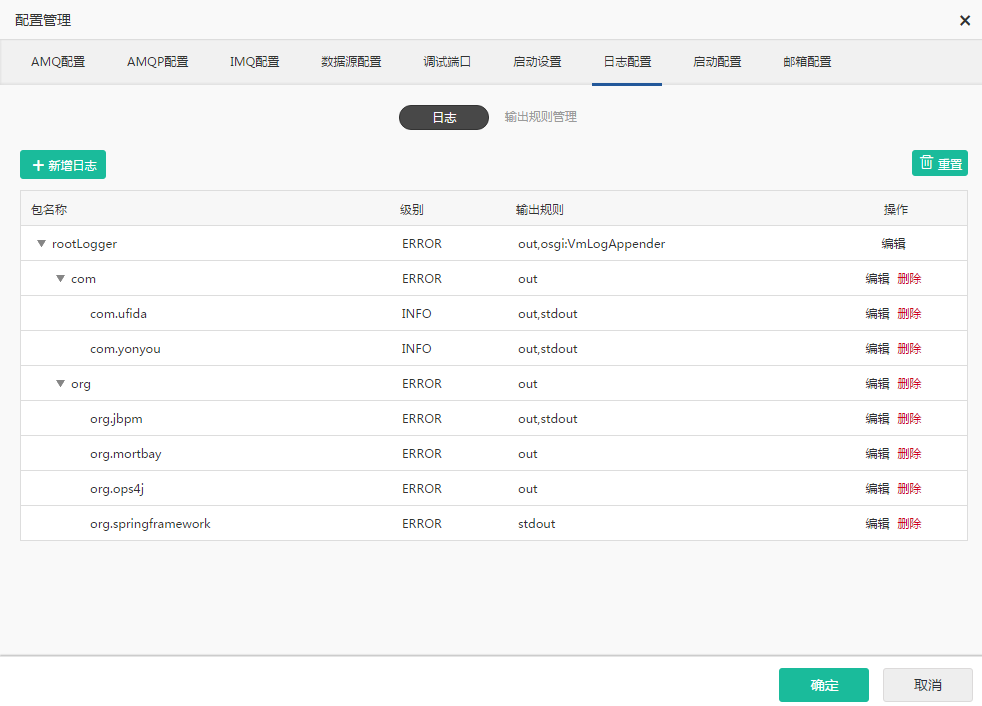 配置管理
AMQ配置 AMQP配置 IMQ配置 数据源配置 调试端口 启动设置 日志配置 启动配置 邮箱配置
日志 输出规则管理
新增日志 重置
包名称 级别 输出规则 操作
rootLogger ERROR out,osgi:VmLogAppender 编辑
com ERROR out 编辑 删除
com.ufida INFO out,stdout 编辑 删除
com.yonyou INFO out,stdout 编辑 删除
org ERROR out 编辑 删除
org.jbpm ERROR out,stdout 编辑 删除
org.mortbay ERROR out 编辑 删除
org.ops4j ERROR out 编辑 删除
org.springframework ERROR stdout 编辑 删除
确定 取消